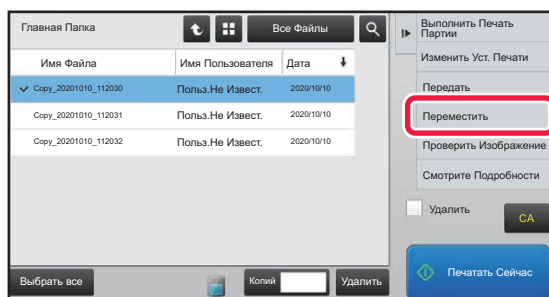 Главная Папка
Все Файлы
Имя Файла
Имя Пользователя
Дата
Copy_20201010_112030
Польз.Не Извест.
2020/10/10
Copy_20201010_112031
Польз.Не Извест.
2020/10/10
Copy_20201010_112032
Польз.Не Извест.
2020/10/10
Выбрать все
Копий
Удалить
Выполнить Печать
Партии
Изменить Уст. Печати
Передать
Переместить
Проверить Изображение
Смотрите Подробности
Удалить
CA
Печатать Сейчас